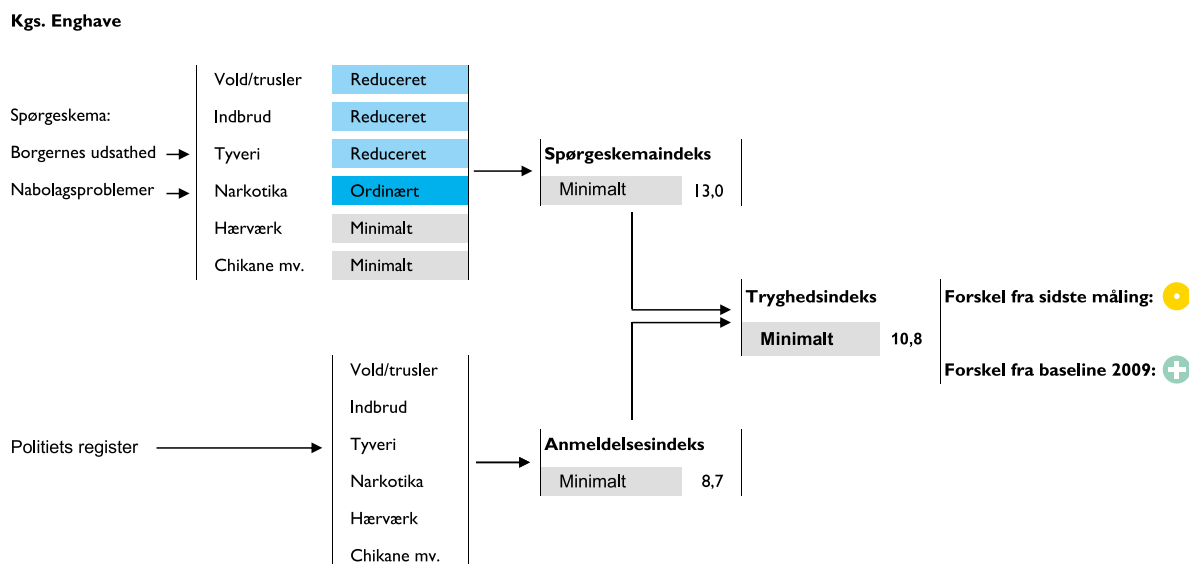 Kgs. Enghave
Spørgeskema:
Borgernes udsathed
Nabolagsproblemer
Vold/trusler Reduceret
Indbrud Reduceret
Tyveri Reduceret
Narkotika Ordinært
Hærværk Minimalt
Chikane mv. Minimalt
Spørgeskemaindeks
Minimalt 13,0
Tryghedsindeks
Minimalt 10,8
Forskel fra sidste måling:
Forskel fra baseline 2009:
Politiets register
Vold/trusler
Indbrud
Tyveri
Narkotika
Hærværk
Chikane mv.
Anmeldelsesindeks
Minimalt 8,7